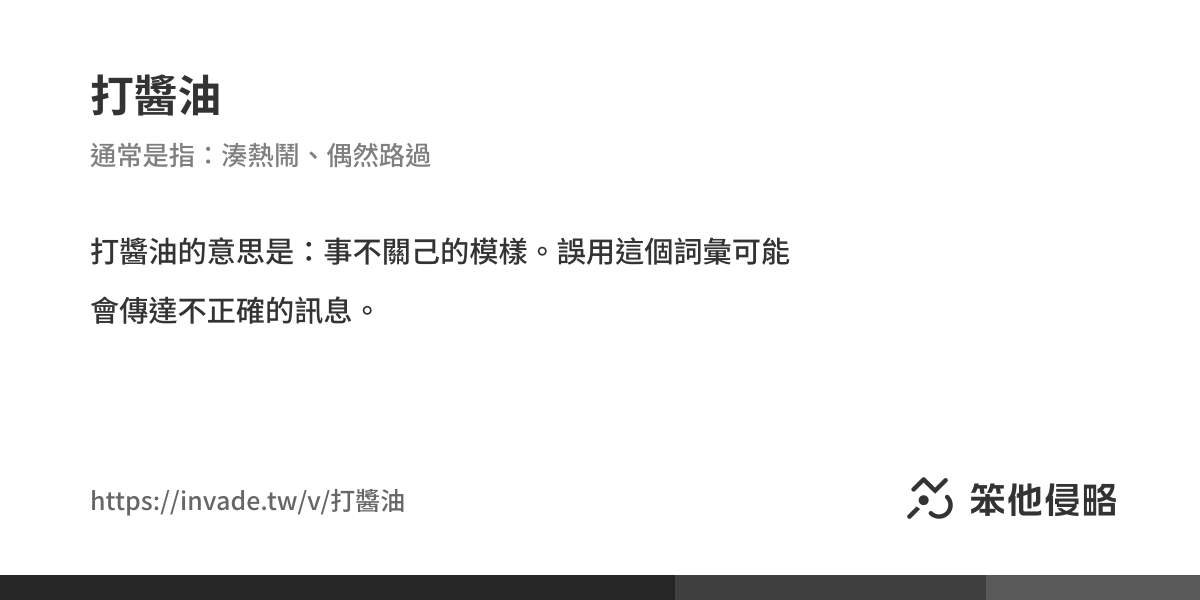 打醬油
通常是指：湊熱鬧、偶然路過
打醬油的意思是：事不關己的模樣。誤用這個詞彙可能
會傳達不正確的訊息。
https://invade.tw/v/打醬油
笨他侵略